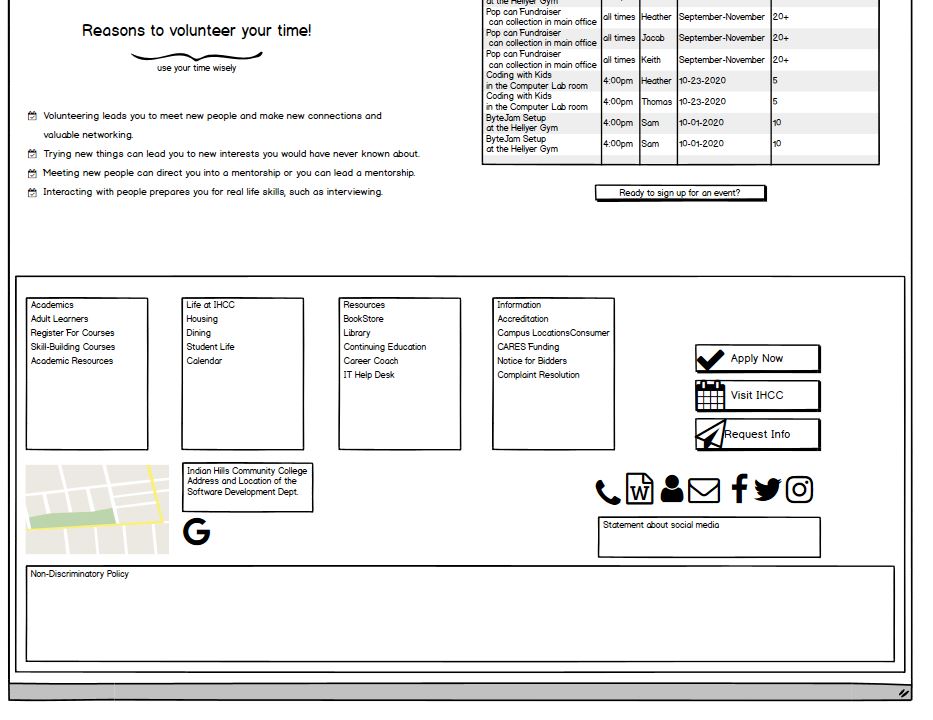 Reasons to volunteer your time!
use your time wisely
Volunteering leads you to meet new people and make new connections and
valuable networking.
Trying new things can lead you to new interests you would have never known about.
Meeting new people can direct you into a mentorship or you can lead a mentorship.
Interacting with people prepares you for real life skills, such as interviewing.
at the Hellyer Gym
Pop can Fundraiser
can collection in main office all times Heather September-November 20+
Pop can Fundraiser
can collection in main office all times Jacob September-November 20+
Pop can Fundraiser
can collection in main office all times Keith September-November 20+
Coding with Kids
in the Computer Lab room 4:00pm Heather 10-23-2020 5
Coding with Kids
in the Computer Lab room 4:00pm Thomas 10-23-2020 5
ByteJam Setup
at the Hellyer Gym 4:00pm Sam 10-01-2020 10
ByteJam Setup
at the Hellyer Gym 4:00pm Sam 10-01-2020 10
Ready to sign up for an event?
Academics
Adult Learners
Register For Courses
Skill-Building Courses
Academic Resources
Life at IHCC
Housing
Dining
Student Life
Calendar
Resources
BookStore
Library
Continuing Education
Career Coach
IT Help Desk
Information
Accreditation
Campus LocationsConsumer
CARES Funding
Notice for Bidders
Complaint Resolution
Apply Now
Visit IHCC
Request Info
Indian Hills Community College
Address and Location of the
Software Development Dept.
G
W
Statement about social media
Non-Discriminatory Policy